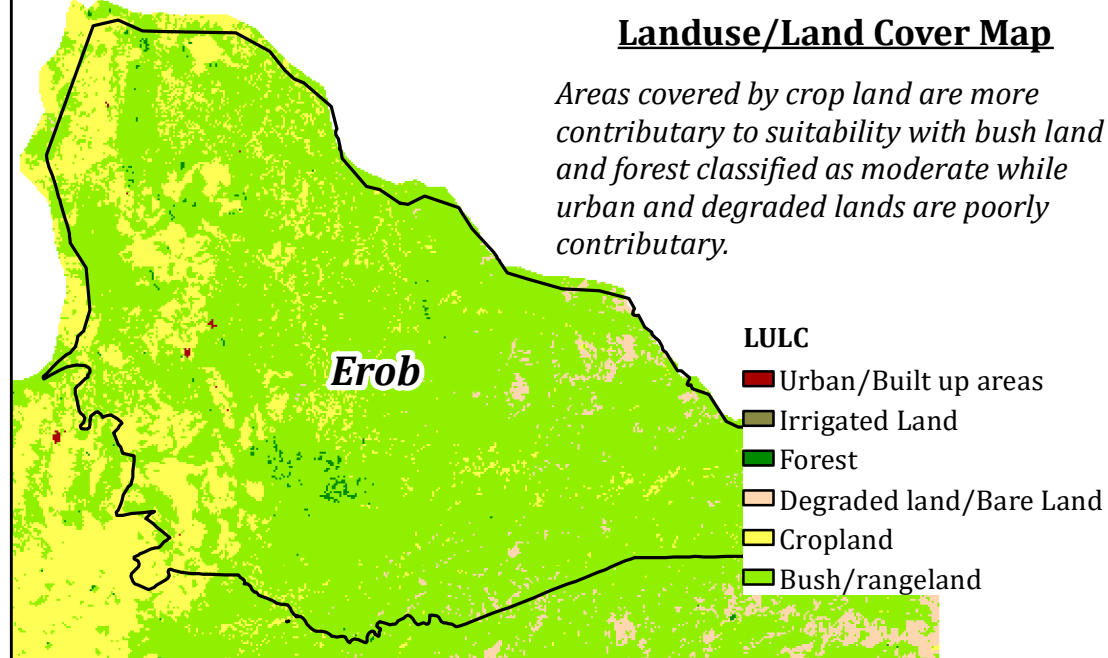 Landuse/Land Cover Map
Areas covered by crop land are more
contributary to suitability with bush land
and forest classified as moderate while
urban and degraded lands are poorly
contributary.
Erob
LULC
Urban/Built up areas
Irrigated Land
Forest
Degraded land/Bare Land
Cropland
Bush/rangeland